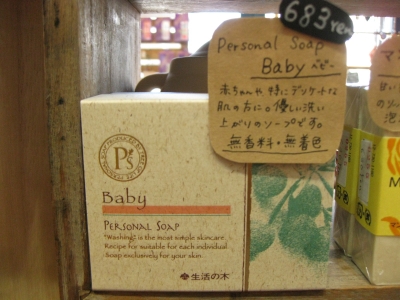 683yen
Personal Soap
Baby ベビー
赤ちゃんや特にデリケートな
肌の方に。優しい洗い
上がりのソープです。
無香料・無着色
P's
Baby
PERSONAL SOAP
"Washing" is the most simple skincare.
Recipe for suitable for each individual.
Soap exclusively for your skin.
生活の木
マ
M